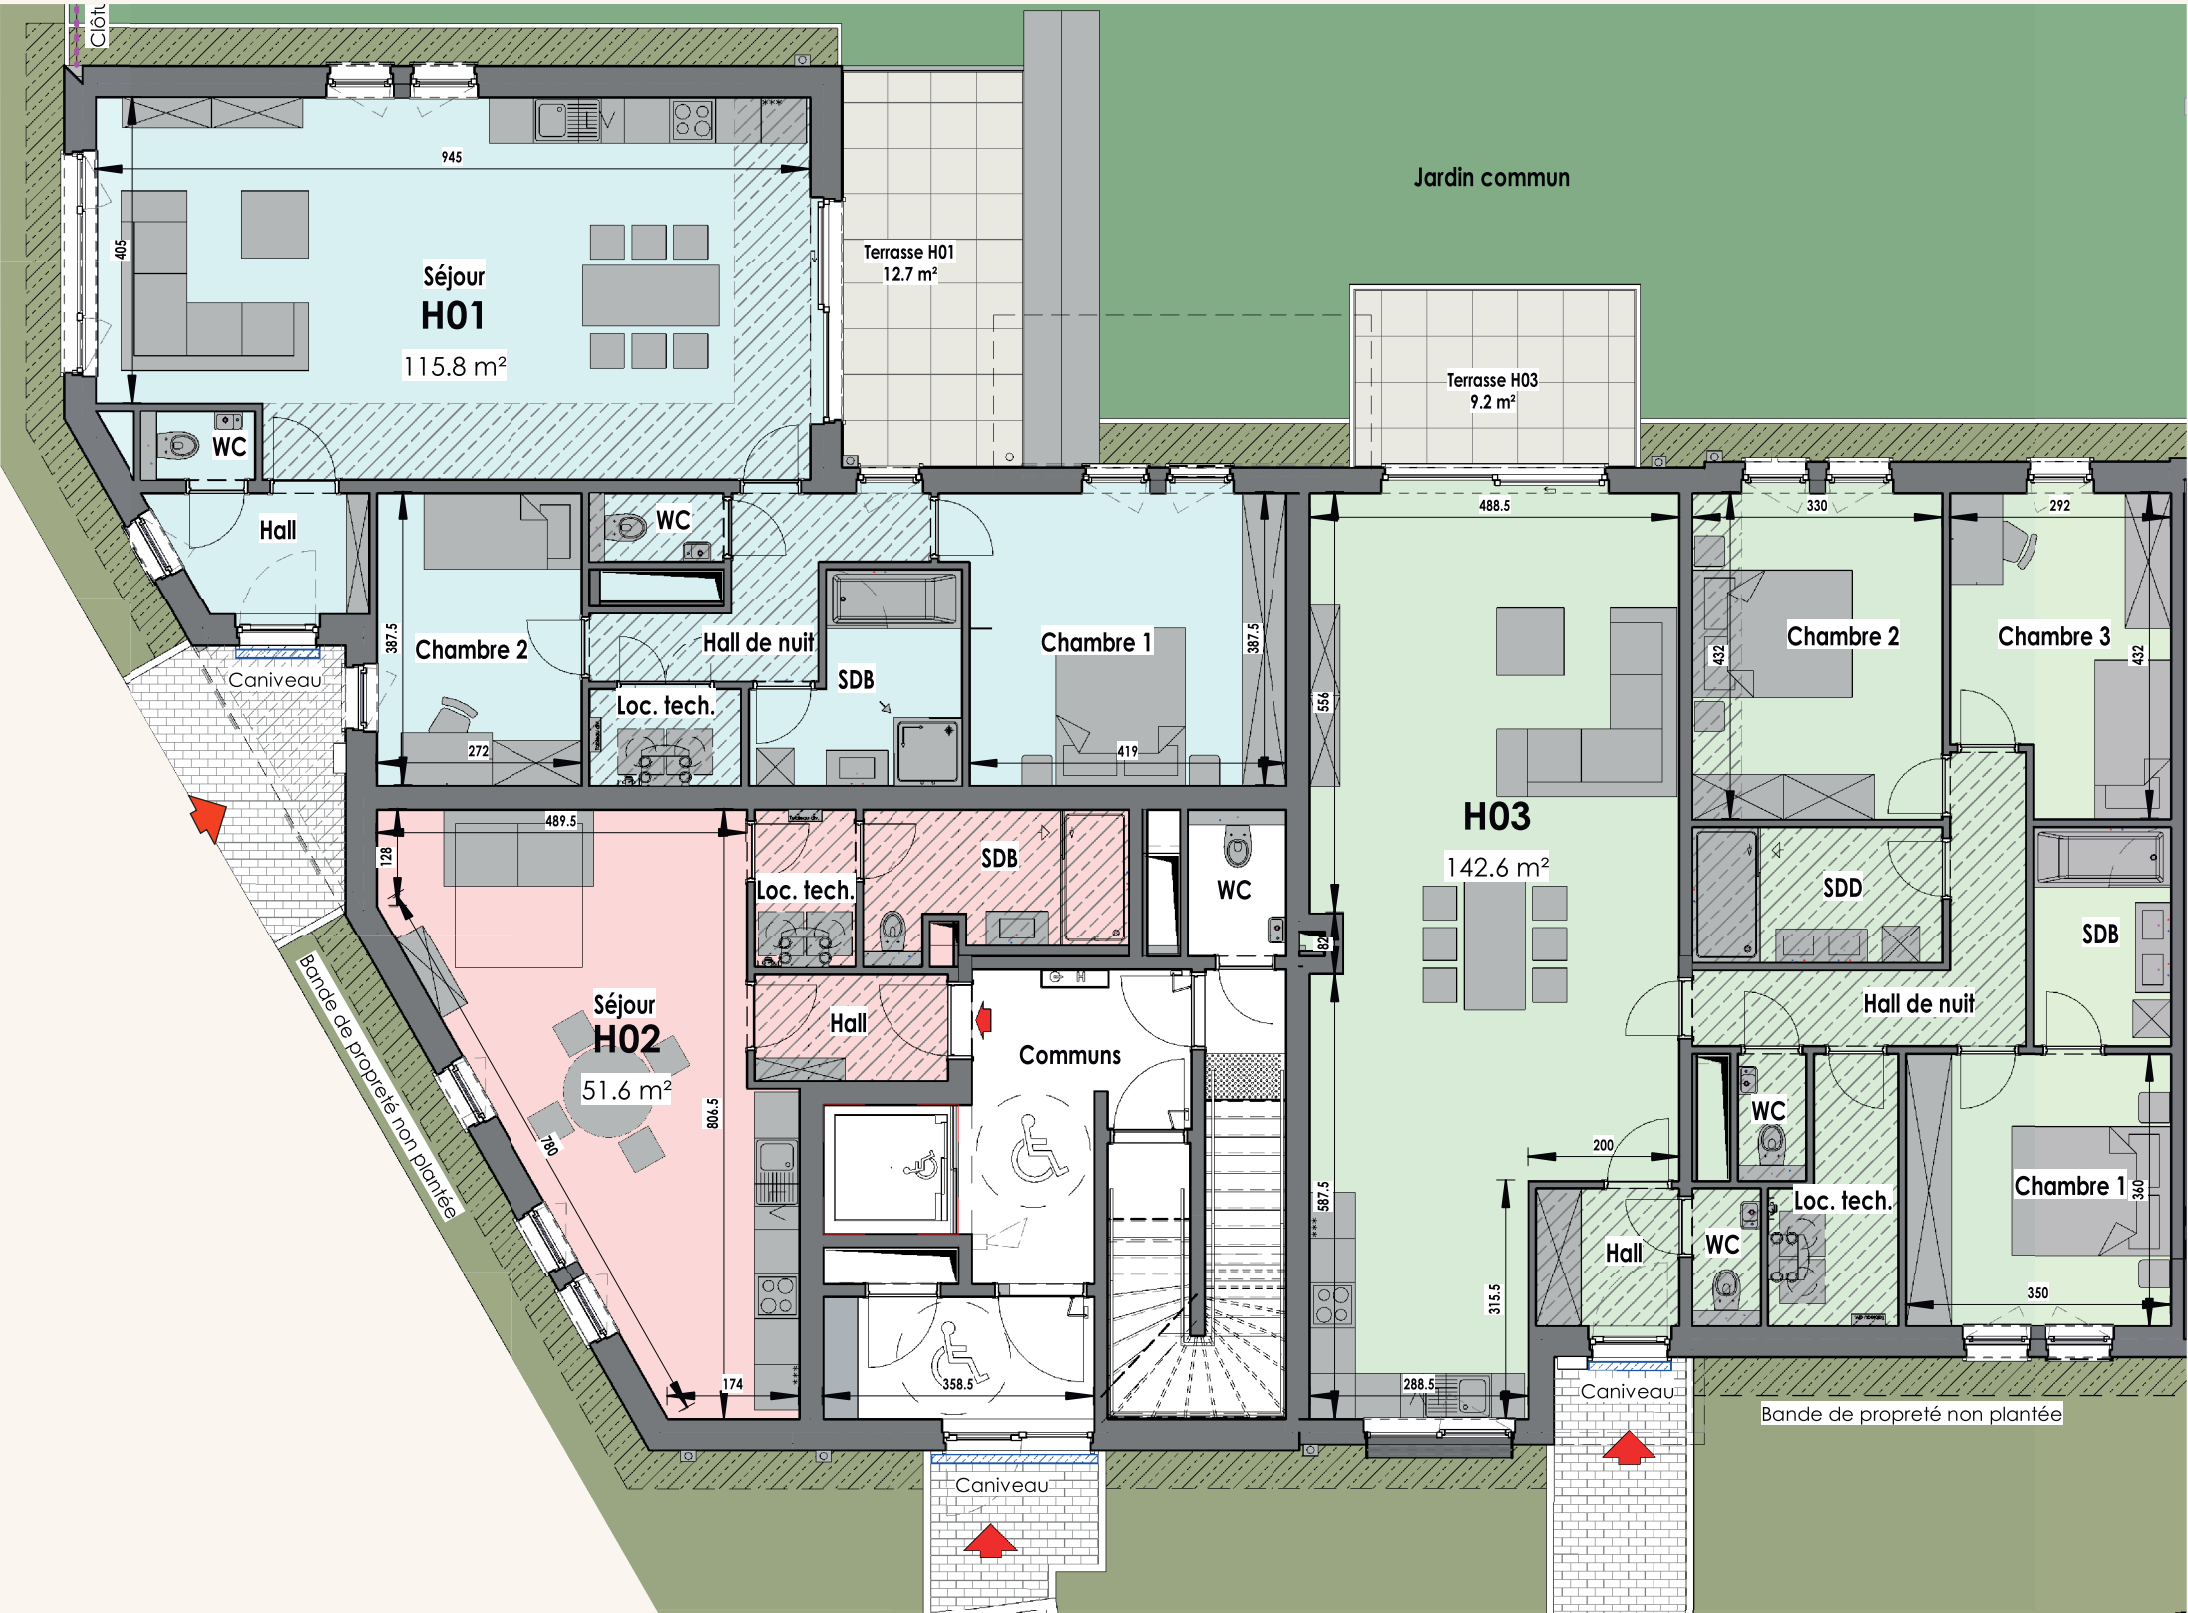 Clôtu
945
405
Séjour
H01
115.8 m²
Terrasse H01
12.7 m²
Jardin commun
Terrasse H03
9.2 m²
WC
Hall
Caniveau
387.5
Chambre 2
272
WC
Hall de nuit
Loc. tech.
SDB
Chambre 1
387.5
419
489.5
128
Loc. tech.
SDB
WC
Séjour
H02
51.6 m²
780
806.5
174
Hall
Communs
358.5
Caniveau
Bande de propreté non plantée
488.5
556
H03
142.6 m²
82
587.5
200
315.5
288.5
330
432
Chambre 2
292
432
Chambre 3
SDD
SDB
Hall de nuit
WC
Loc. tech.
WC
Hall
Chambre 1
360
350
Caniveau
Bande de propreté non plantée